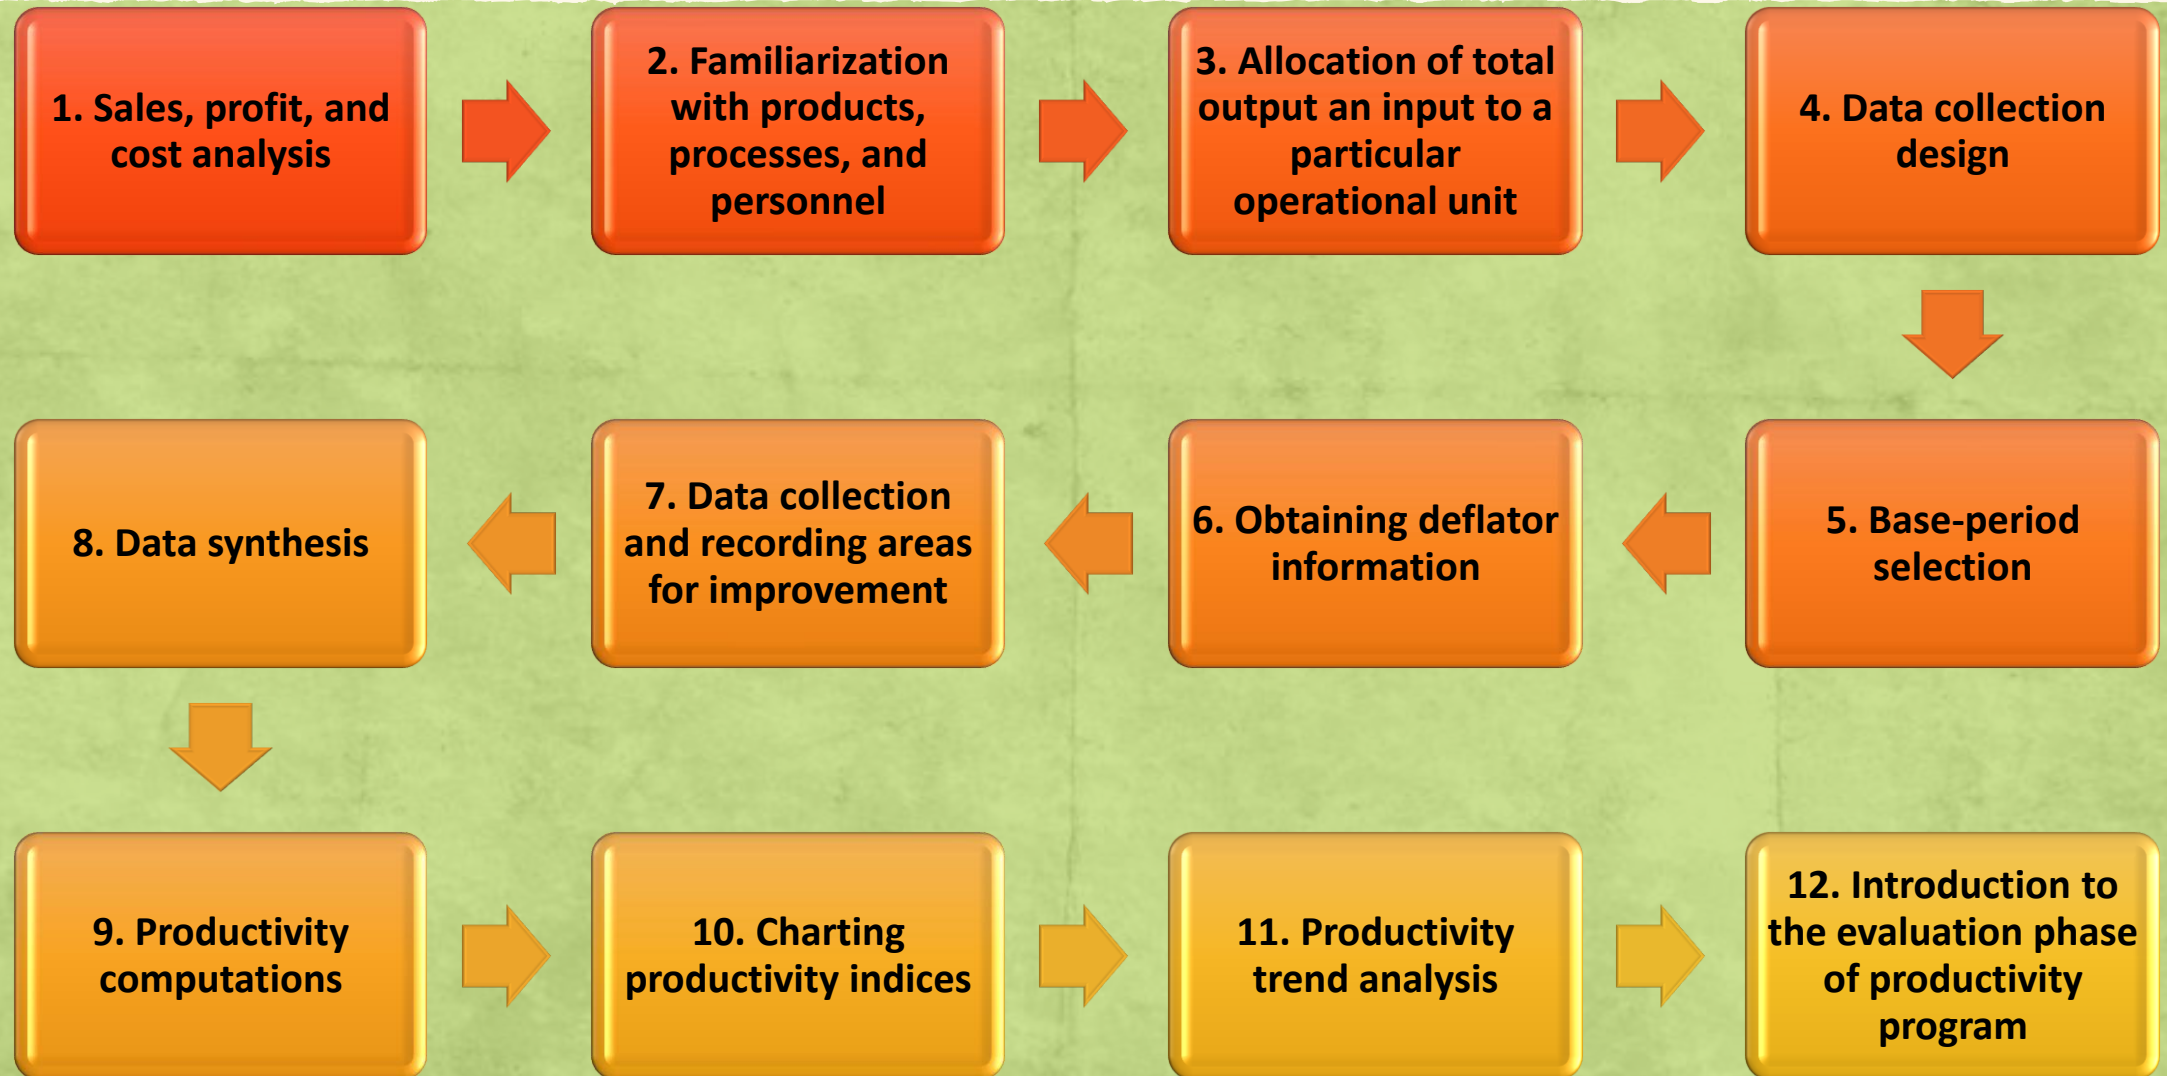 1. Sales, profit, and
cost analysis
2. Familiarization
with products,
processes, and
personnel
3. Allocation of total
output an input to a
particular
operational unit
4. Data collection
design
5. Base-period
selection
6. Obtaining deflator
information
7. Data collection
and recording areas
for improvement
8. Data synthesis
9. Productivity
computations
10. Charting
productivity indices
11. Productivity
trend analysis
12. Introduction to
the evaluation phase
of productivity
program